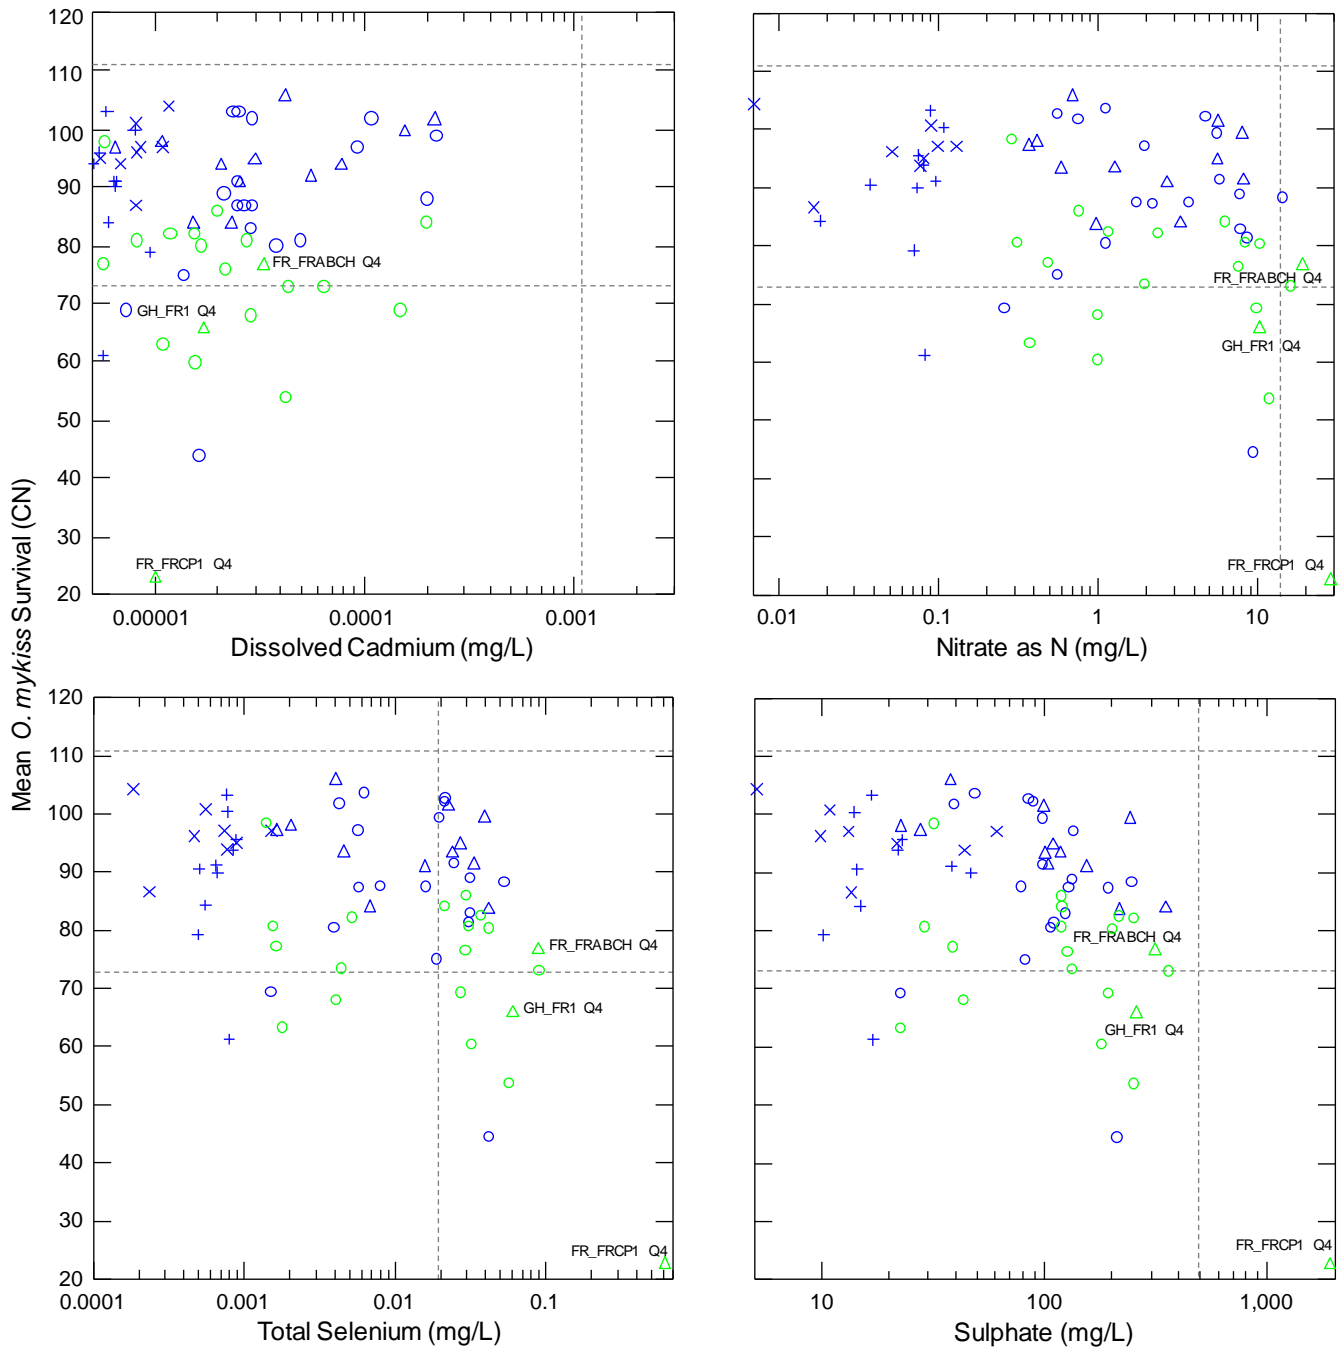 Mean O. mykiss Survival (CN)
120
110
100
90
80
70
60
50
40
30
20
FR_FRABCH Q4
GH_FR1 Q4
FR_FRCP1 Q4
0.00001
0.0001
0.001
Dissolved Cadmium (mg/L)
FR_FRABCH Q4
GH_FR1 Q4
FR_FRCP1 Q4
0.01
0.1
1
10
Nitrate as N (mg/L)
120
110
100
90
80
70
60
50
40
30
20
FR_FRABCH Q4
GH_FR1 Q4
FR_FRCP1 Q4
0.0001
0.001
0.01
0.1
Total Selenium (mg/L)
FR_FRABCH Q4
GH_FR1 Q4
FR_FRCP1 Q4
10
100
1,000
Sulphate (mg/L)